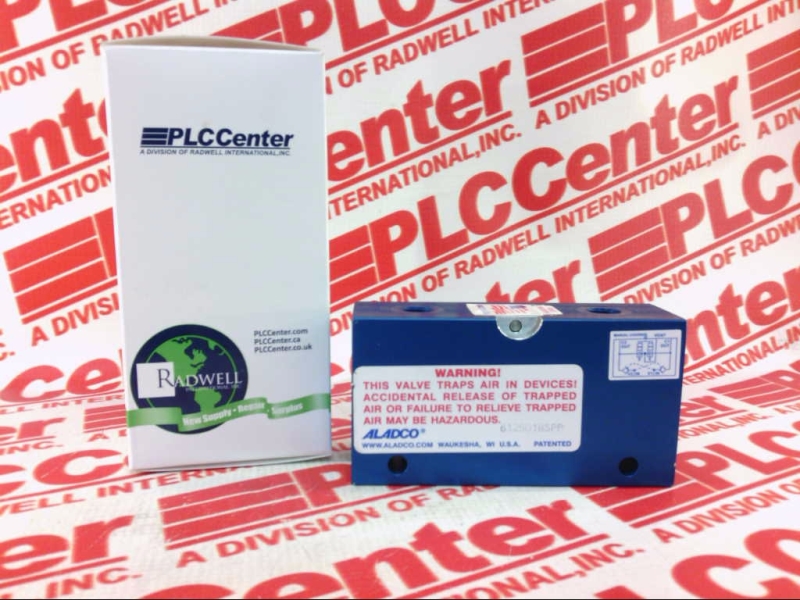 PLCCenter
A DIVISION OF RADWELL INTERNATIONAL, INC.
PLCCenter.com
PLCCenter.ca
PLCCenter.co.uk
RADWELL
New Supply • Repair • Surplus
WARNING!
THIS VALVE TRAPS AIR IN DEVICES!
ACCIDENTAL RELEASE OF TRAPPED
AIR OR FAILURE TO RELIEVE TRAPPED
AIR MAY BE HAZARDOUS.
ALADCO®
WWW.ALADCO.COM WAUKESHA, WI U.S.A. PATENTED
PLCCenter
A DIVISION OF RADWELL INTERNATIONAL, INC.